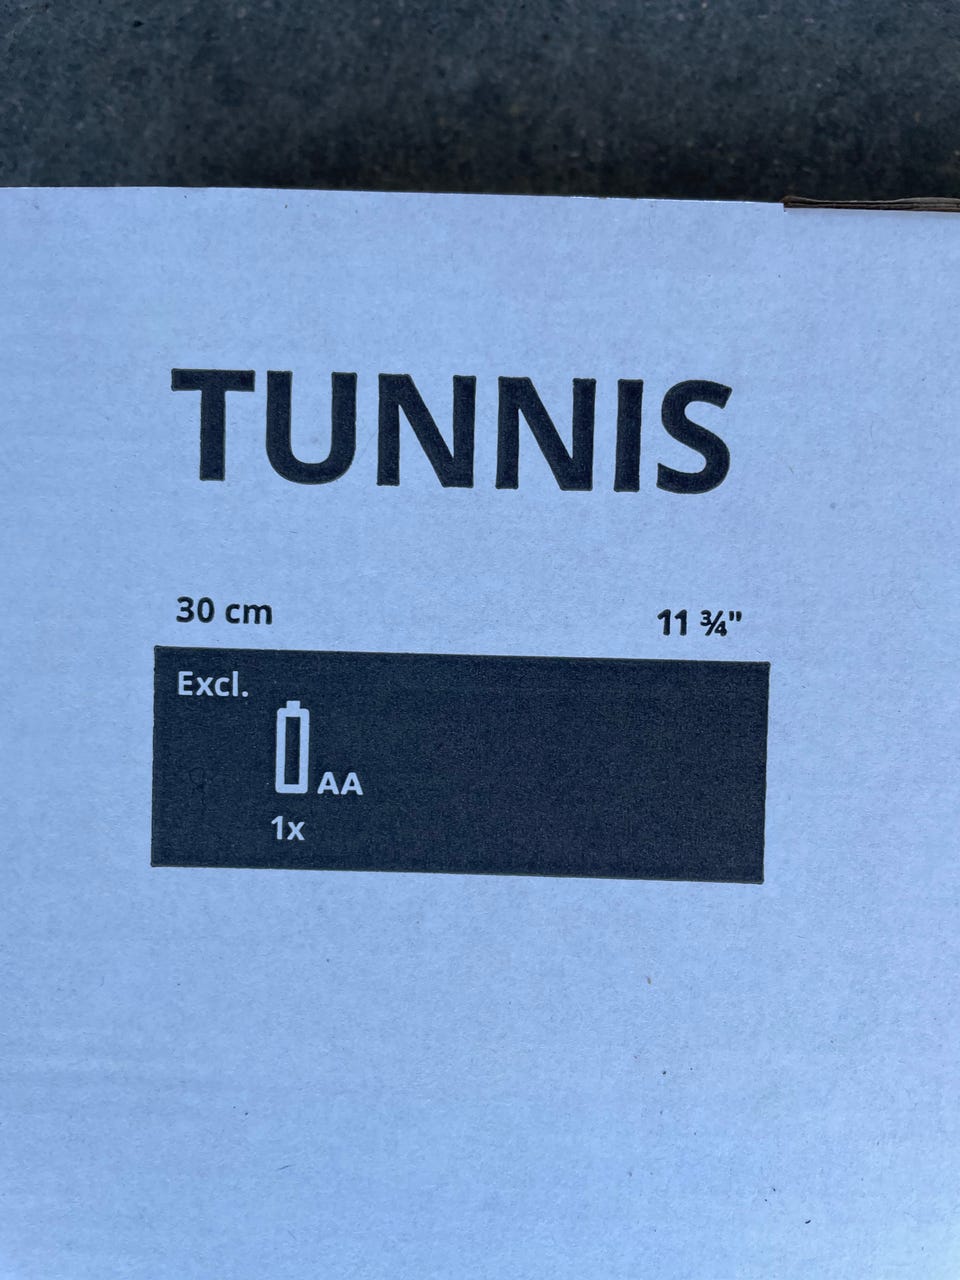 TUNNIS
30 cm 11 ¾"
Excl.
AA
1x